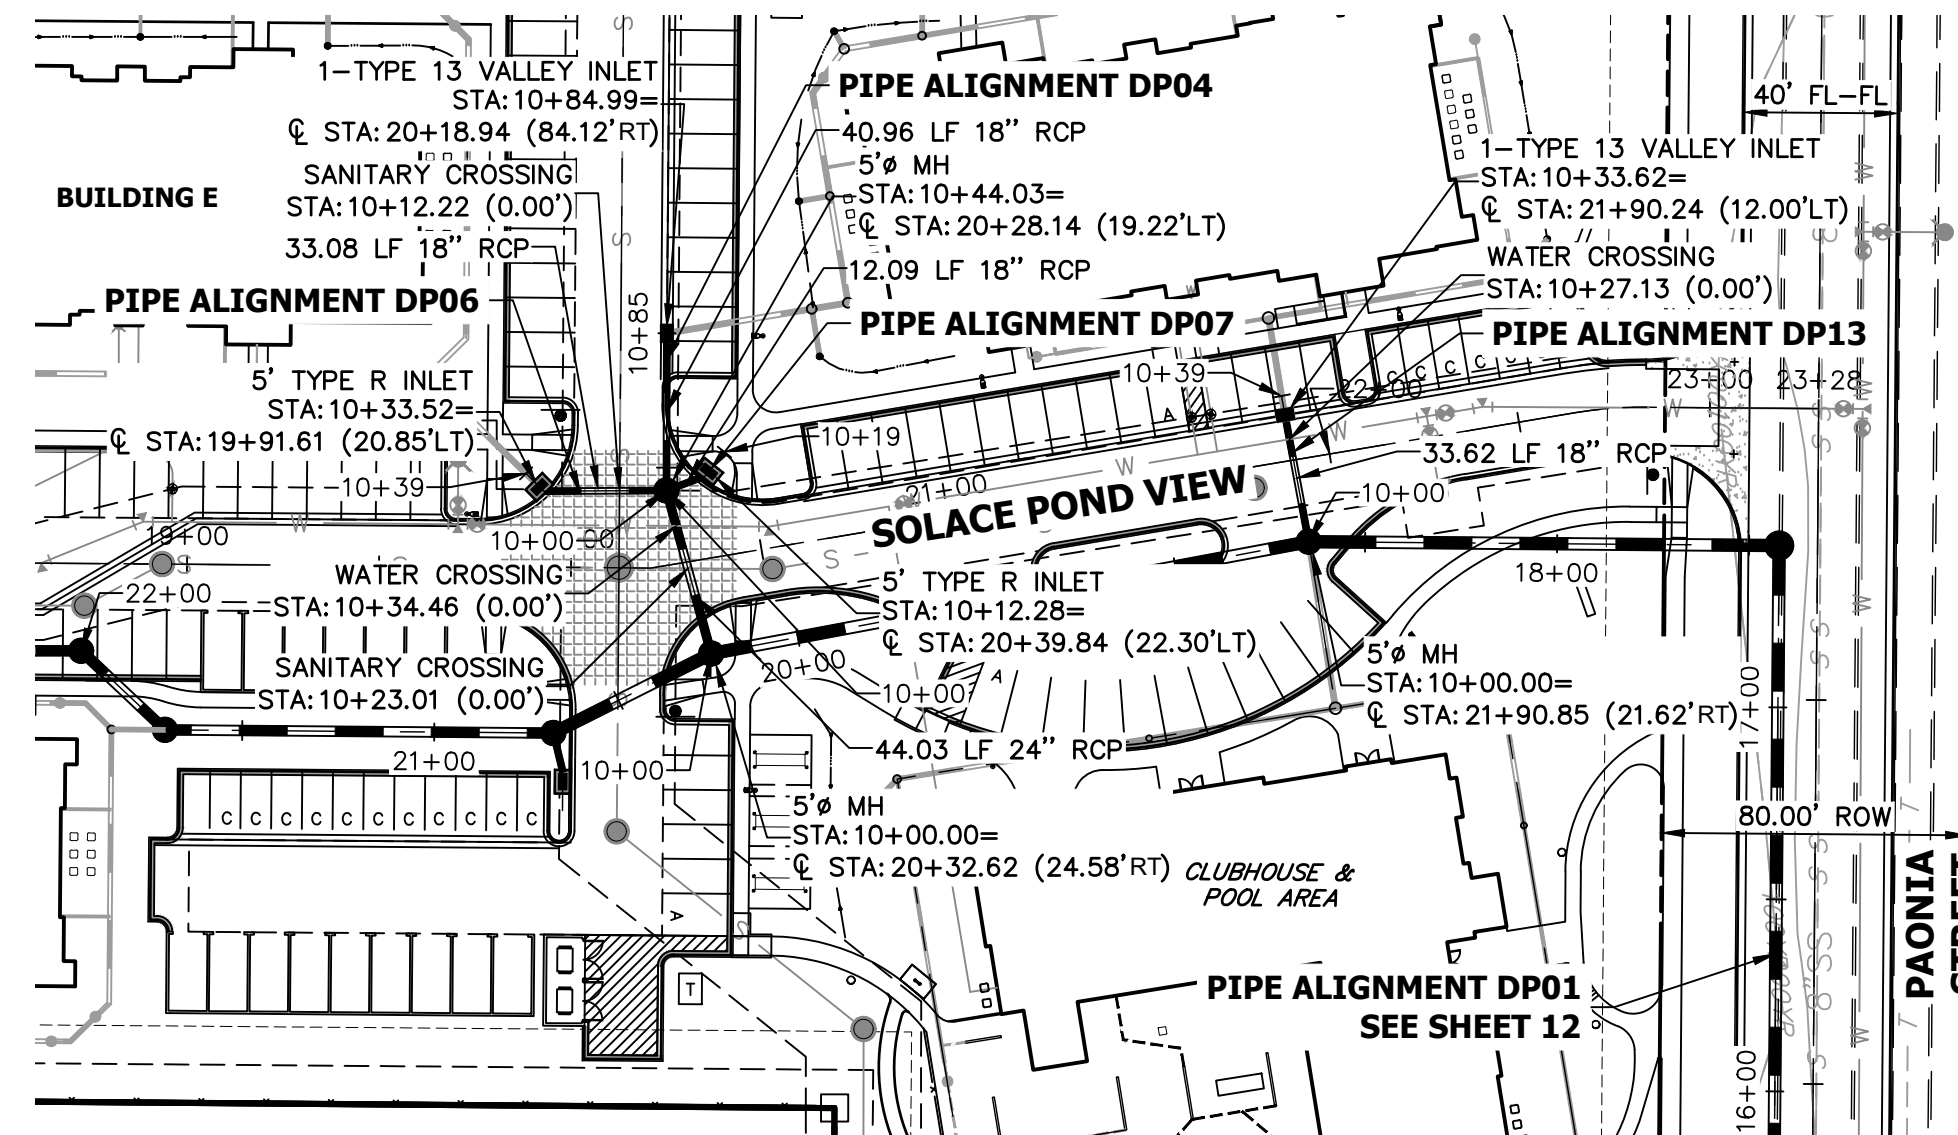 1-TYPE 13 VALLEY INLET
STA: 10+84.99=
℄ STA: 20+18.94 (84.12'RT)
SANITARY CROSSING
STA: 10+12.22 (0.00')
33.08 LF 18" RCP
BUILDING E
PIPE ALIGNMENT DP06
5' TYPE R INLET
STA: 10+33.52=
℄ STA: 19+91.61 (20.85'LT)
10+39
10+85
PIPE ALIGNMENT DP04
40.96 LF 18" RCP
5'ø MH
STA: 10+44.03=
℄ STA: 20+28.14 (19.22'LT)
12.09 LF 18" RCP
PIPE ALIGNMENT DP07
40' FL-FL
1-TYPE 13 VALLEY INLET
STA: 10+33.62=
℄ STA: 21+90.24 (12.00'LT)
WATER CROSSING
STA: 10+27.13 (0.00')
PIPE ALIGNMENT DP13
10+39
22+00
23+00
23+28
10+19
33.62 LF 18" RCP
10+00
21+00
SOLACE POND VIEW
19+00
10+00
22+00
WATER CROSSING
STA: 10+34.46 (0.00')
SANITARY CROSSING
STA: 10+23.01 (0.00')
5' TYPE R INLET
STA: 10+12.28=
℄ STA: 20+39.84 (22.30'LT)
18+00
20+00
10+00
5'ø MH
STA: 10+00.00=
℄ STA: 21+90.85 (21.62'RT)
17+00
44.03 LF 24" RCP
21+00
10+00
C C C C C C C C C C C
5'ø MH
STA: 10+00.00=
℄ STA: 20+32.62 (24.58'RT)
CLUBHOUSE &
POOL AREA
80.00' ROW
PAONIA
STREET
PIPE ALIGNMENT DP01
SEE SHEET 12
T
16+00